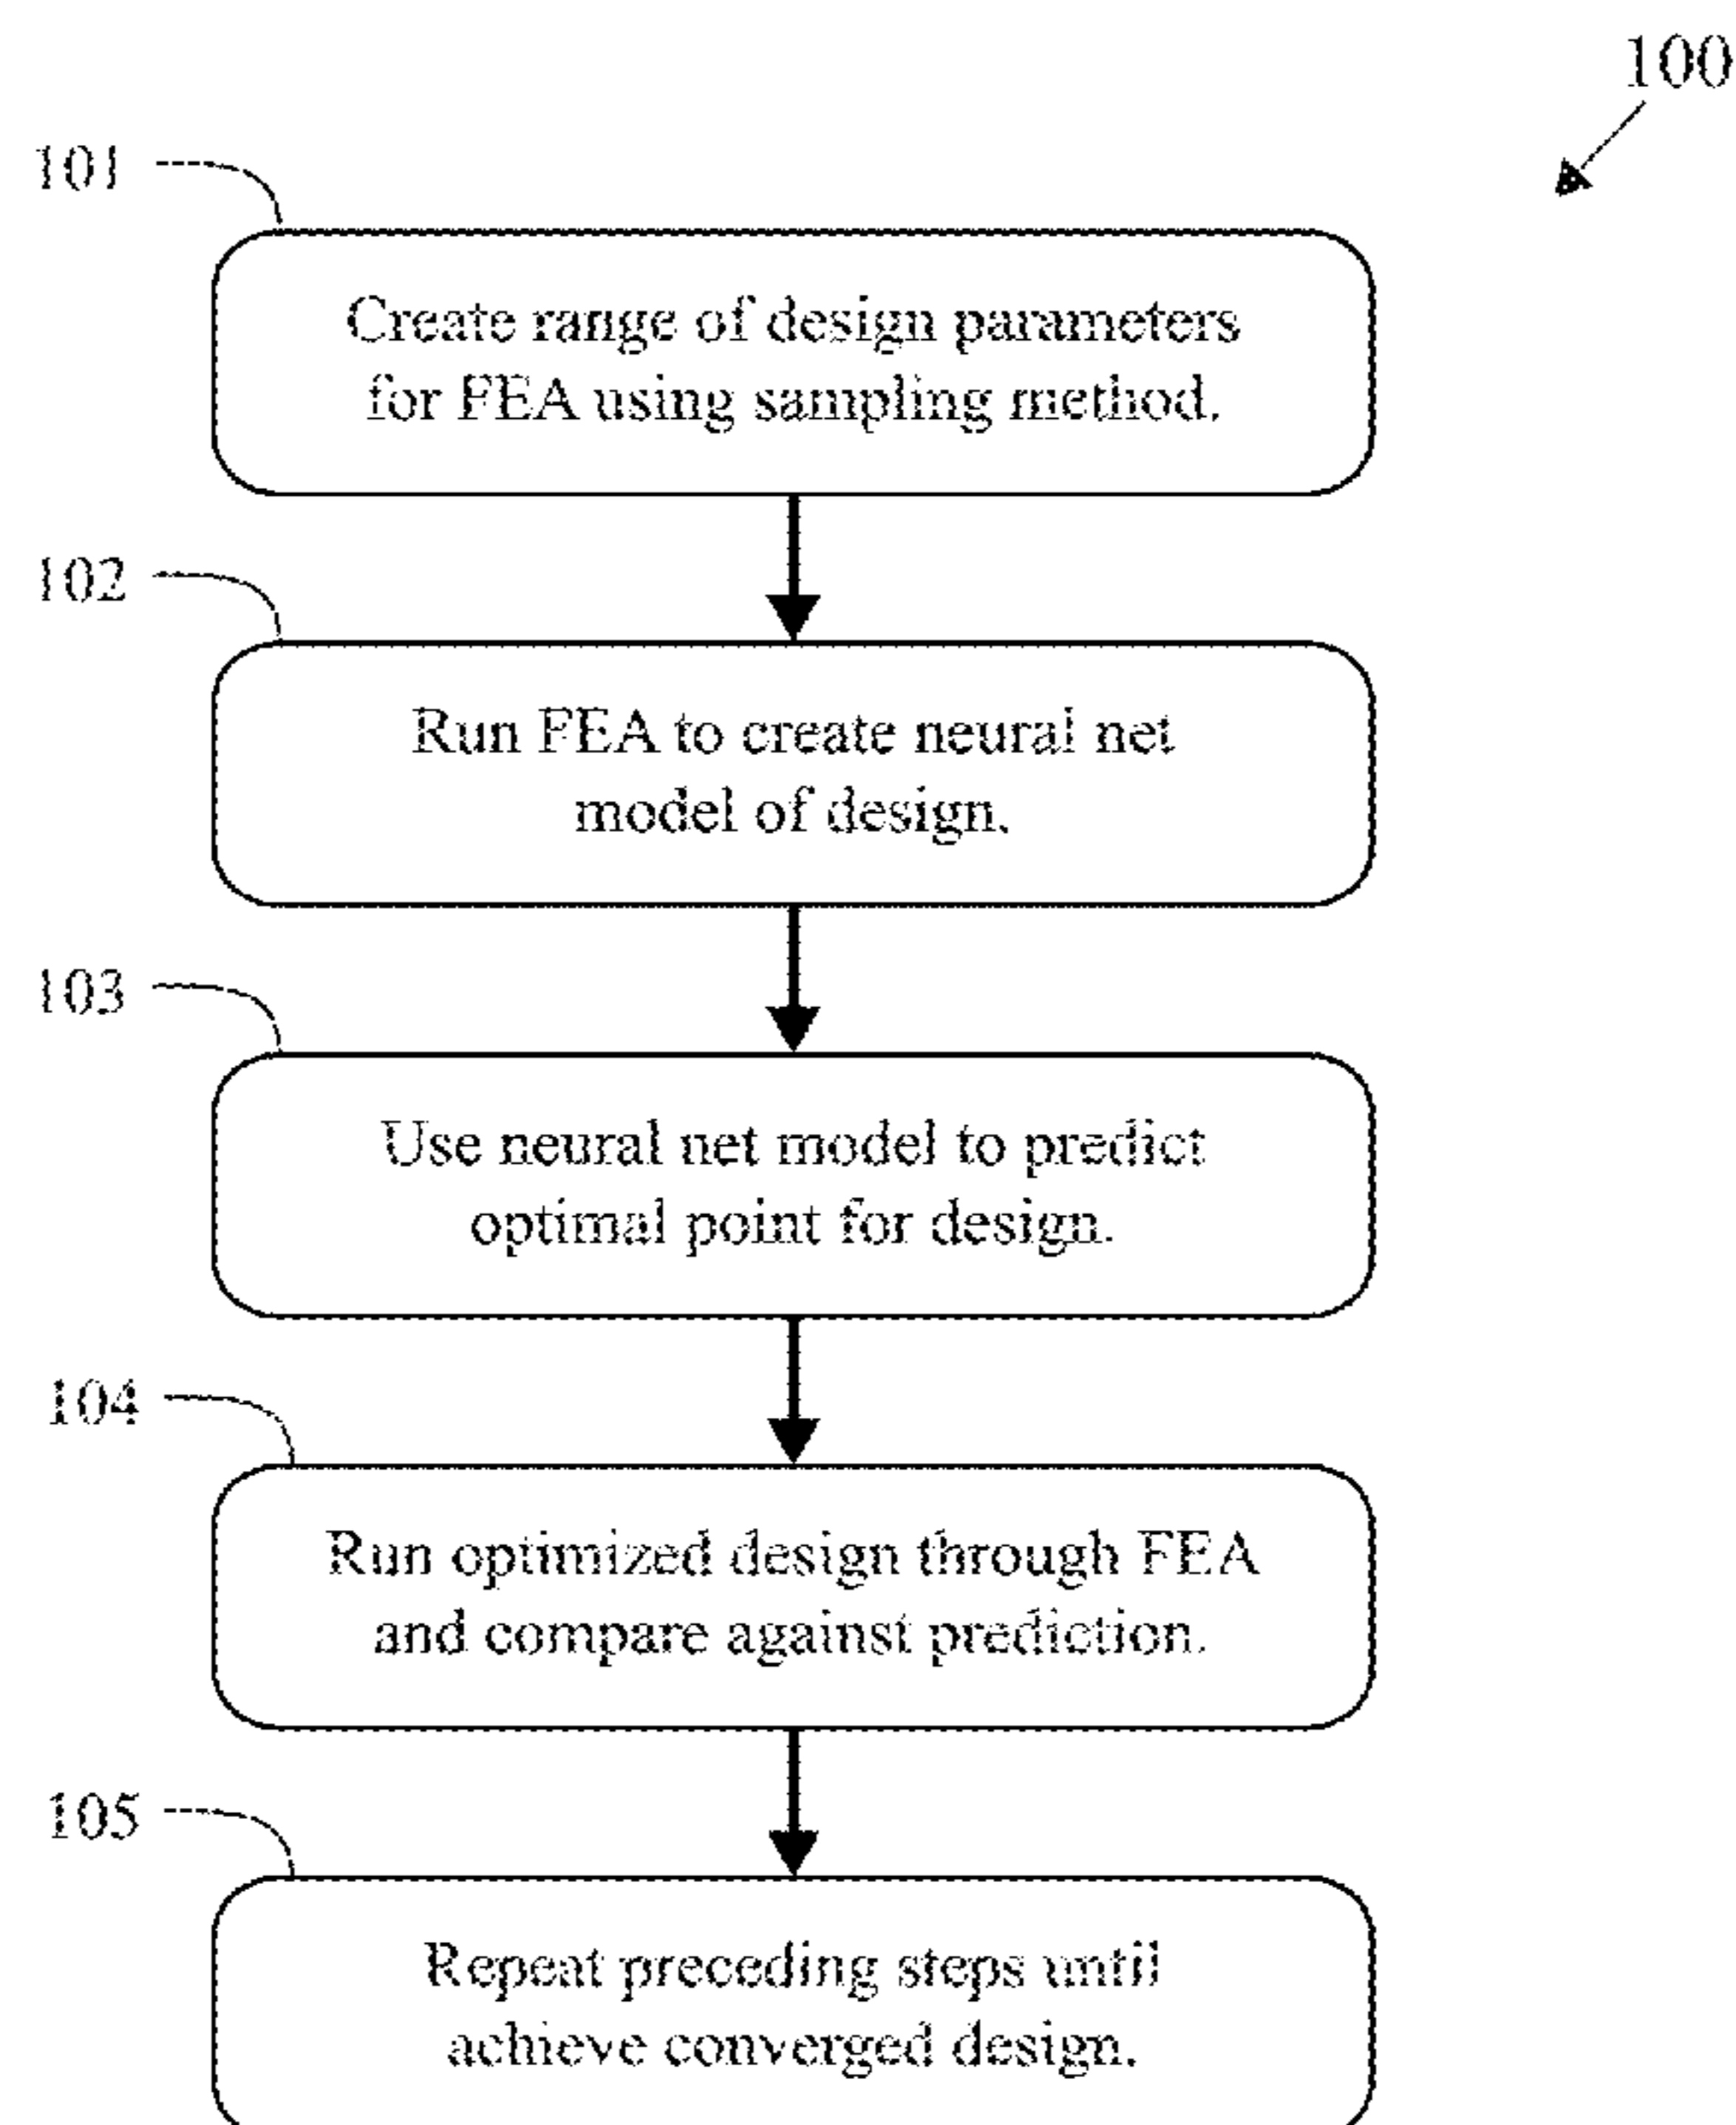 100
101
Create range of design parameters
for FEA using sampling method.
102
Run FEA to create neural net
model of design.
103
Use neural net model to predict
optimal point for design.
104
Run optimized design through FEA
and compare against prediction.
105
Repeat preceding steps until
achieve converged design.